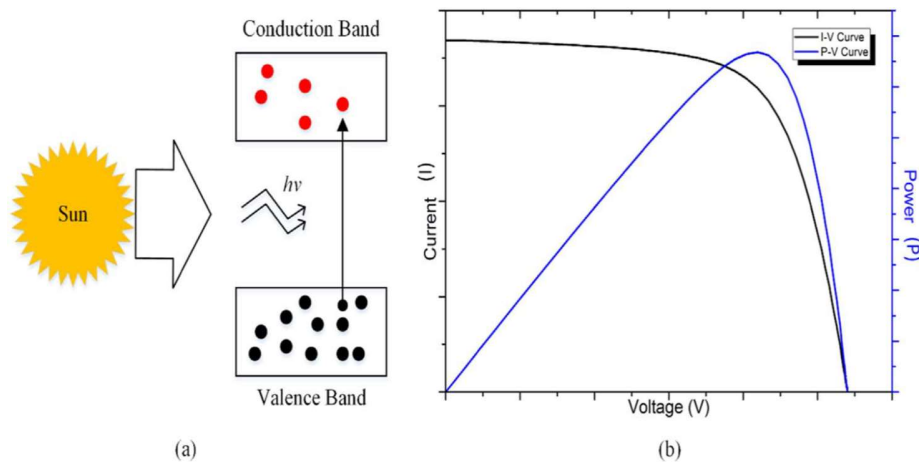 Conduction Band
Sun
hv
Valence Band
(a)
I-V Curve
P-V Curve
Current (I)
Power (P)
Voltage (V)
(b)